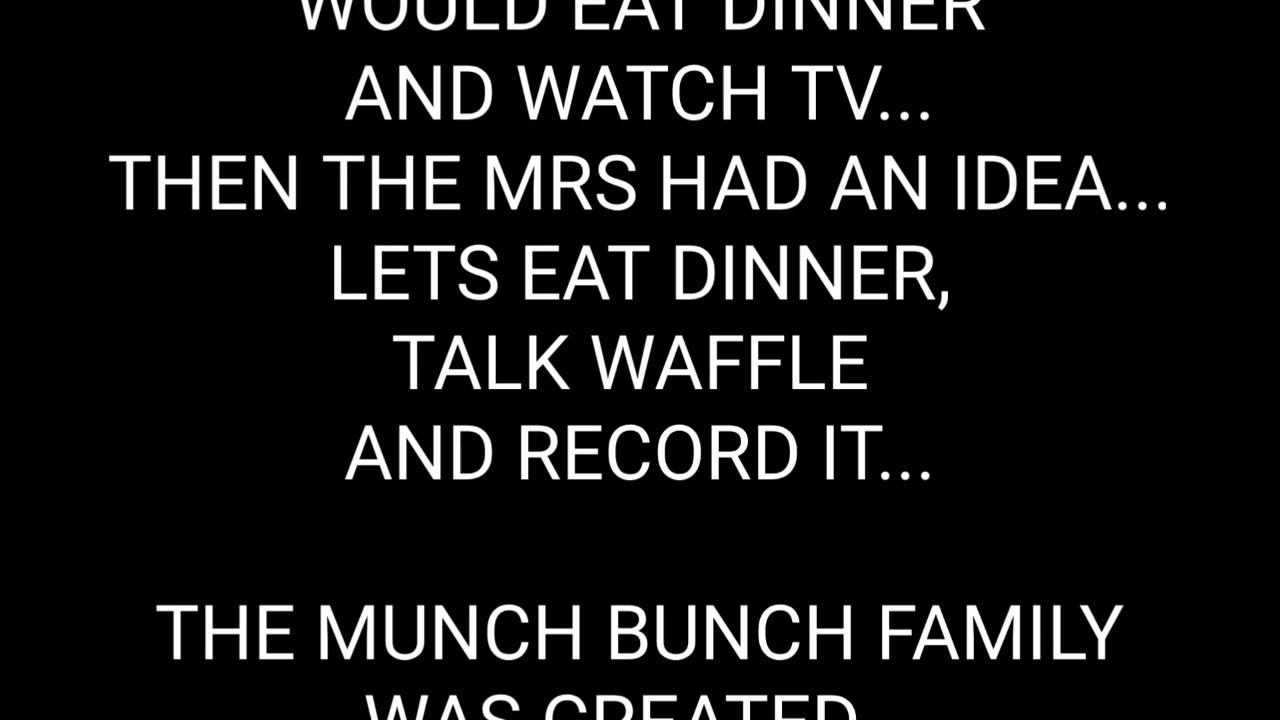 WOULD EAT DINNER
AND WATCH TV...
THEN THE MRS HAD AN IDEA...
LETS EAT DINNER,
TALK WAFFLE
AND RECORD IT...
THE MUNCH BUNCH FAMILY
WAS CREATED